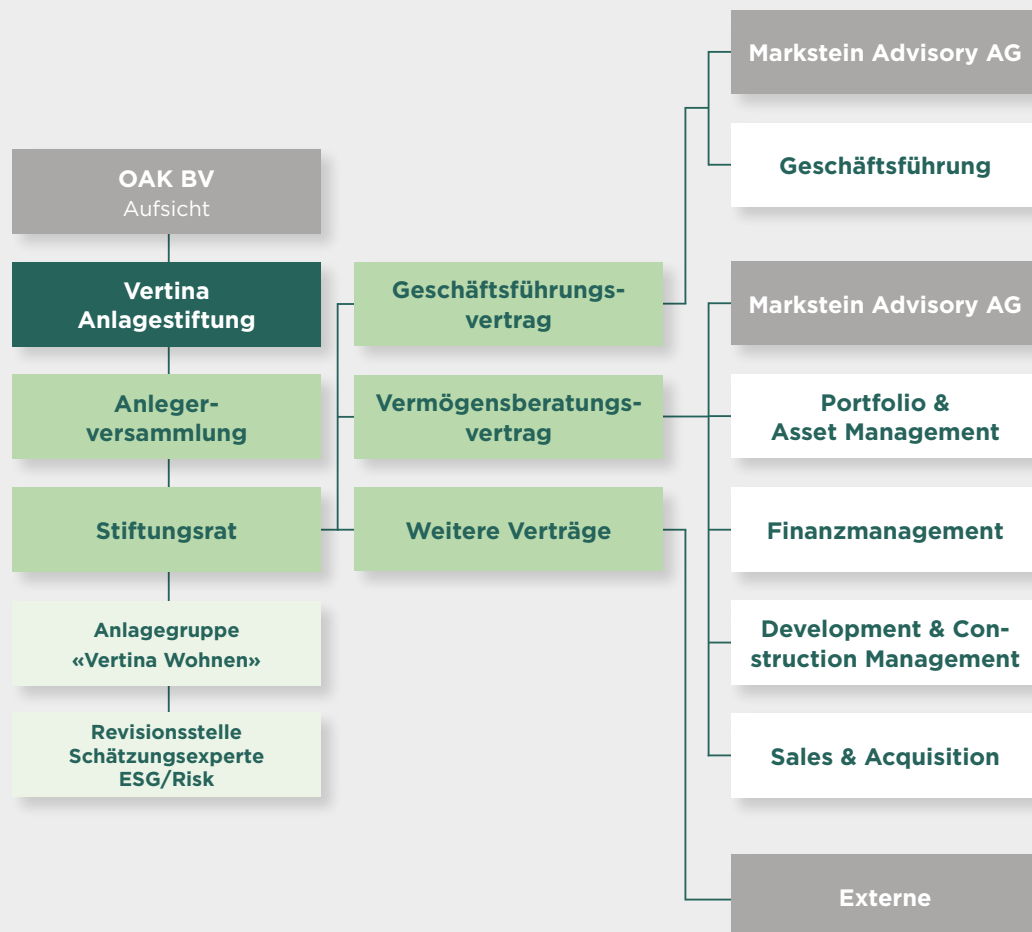 OAK BV
Aufsicht
Vertina
Anlagestiftung
Anleger-
versammlung
Stiftungsrat
Anlagegruppe
«Vertina Wohnen»
Revisionsstelle
Schätzungsexperte
ESG/Risk
Geschäftsführungs-
vertrag
Vermögensberatungs-
vertrag
Weitere Verträge
Markstein Advisory AG
Geschäftsführung
Markstein Advisory AG
Portfolio &
Asset Management
Finanzmanagement
Development & Con-
struction Management
Sales & Acquisition
Externe